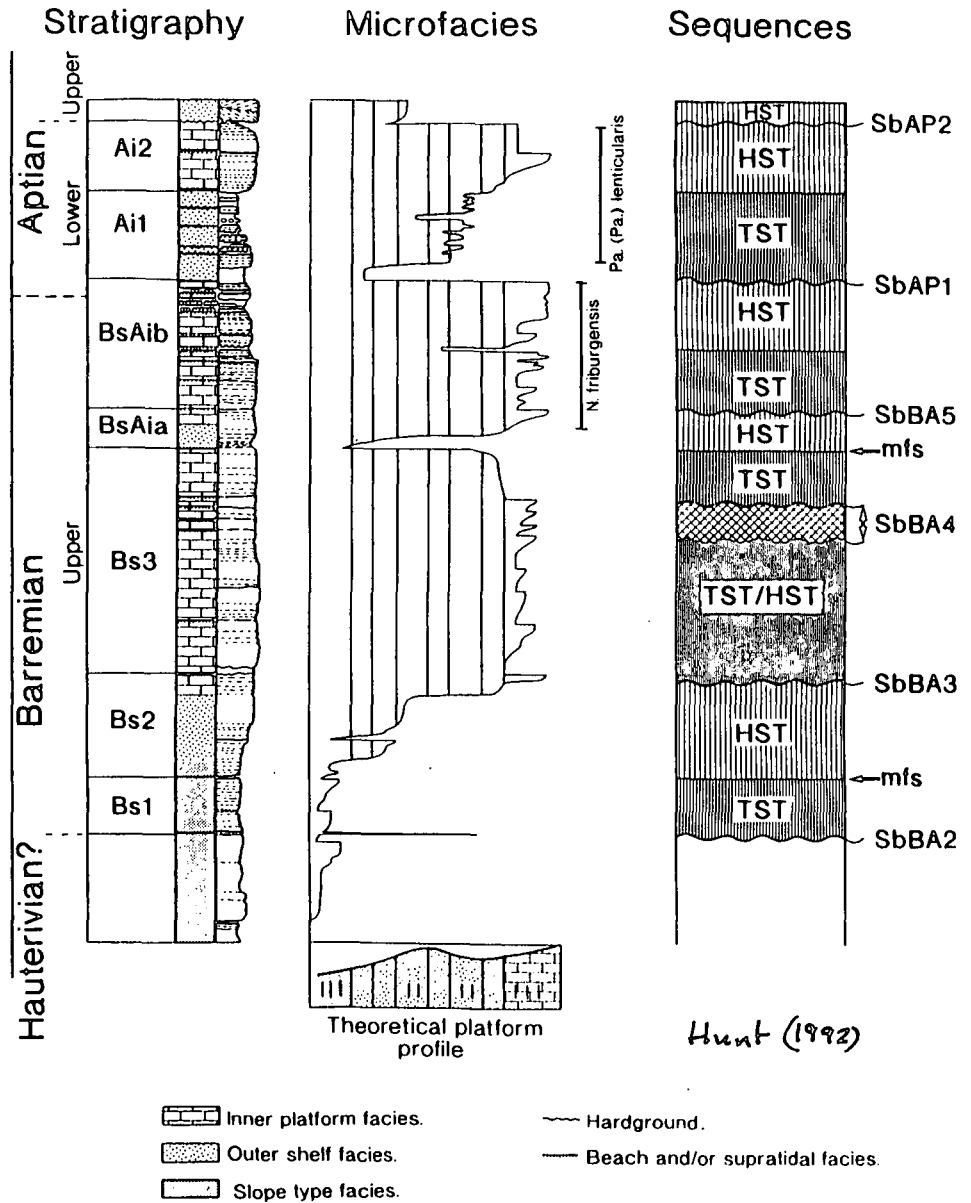 Stratigraphy
Microfacies
Sequences
Upper
Aptian
Lower
Upper
Barremian
Hauterivian?
Ai2
Ai1
BsAib
BsAia
Bs3
Bs2
Bs1
Pa. (Pa.) lenticularis
N. friburgensis
Theoretical platform
profile
HST
SbAP2
HST
TST
SbAP1
HST
TST
SbBA5
HST
mfs
TST
SbBA4
TST/HST
SbBA3
HST
mfs
TST
SbBA2
Hunt (1992)
Inner platform facies.
Outer shelf facies.
Slope type facies.
Hardground.
Beach and/or supratidal facies.